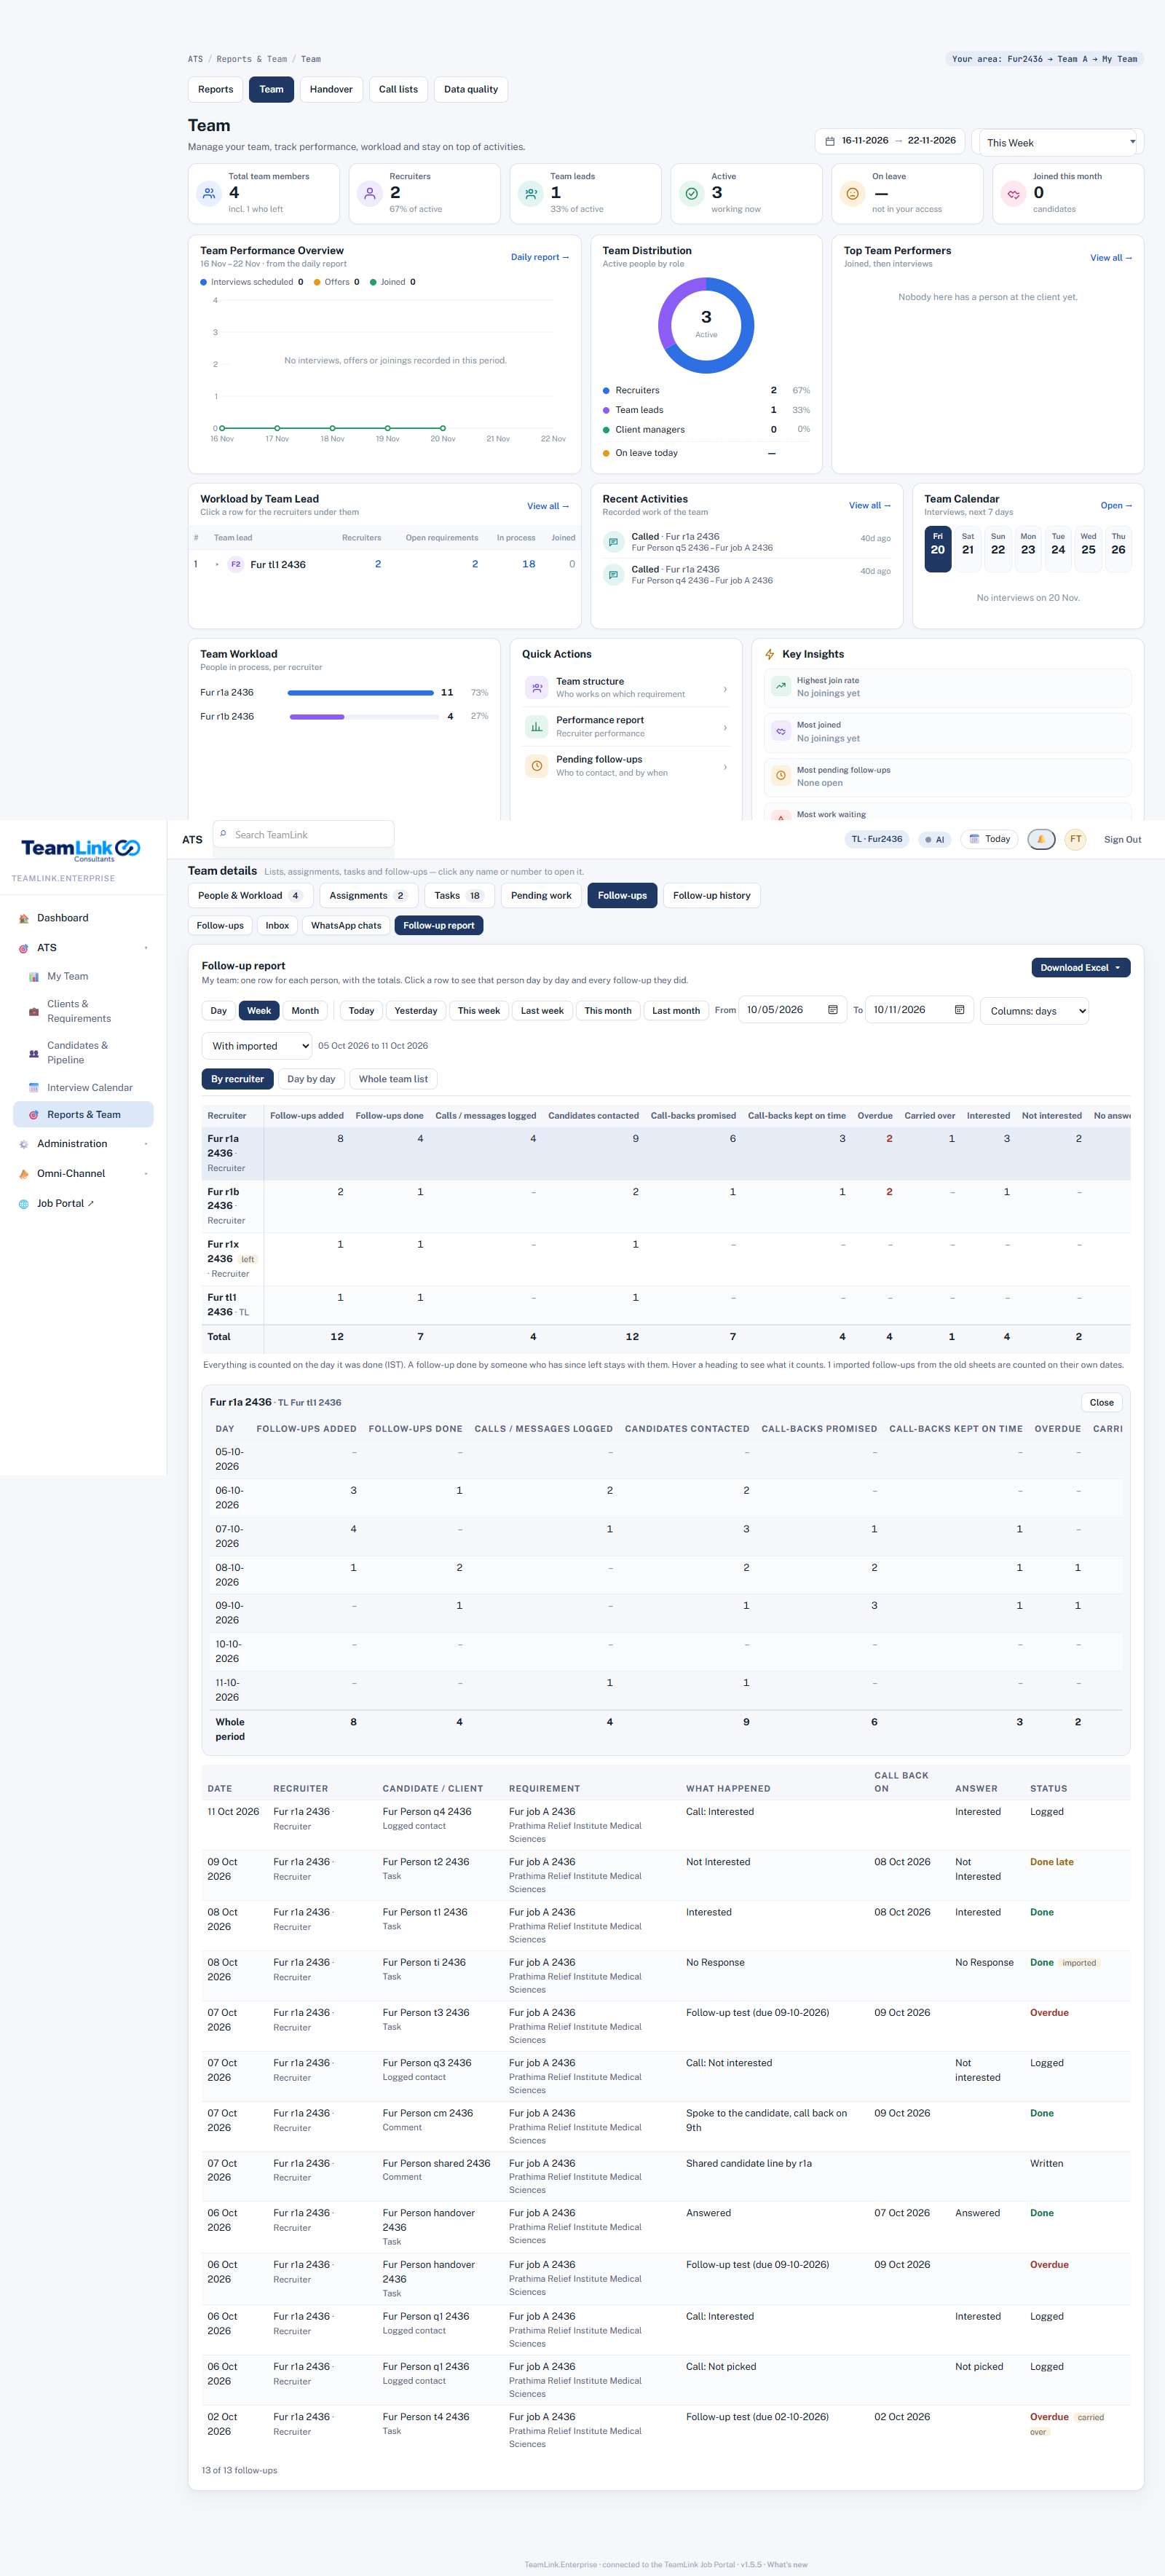 ATS / Reports & Team / Team
Your area: Fur2436 → Team A → My Team
Reports
Team
Handover
Call lists
Data quality
Team
Manage your team, track performance, workload and stay on top of activities.
16-11-2026 → 22-11-2026
This Week
Total team members
4
incl. 1 who left
Recruiters
2
67% of active
Team leads
1
33% of active
Active
3
working now
On leave
—
not in your access
Joined this month
0
candidates
Team Performance Overview
16 Nov – 22 Nov · from the daily report
Daily report →
Interviews scheduled 0 Offers 0 Joined 0
4
3
2
1
0
No interviews, offers or joinings recorded in this period.
16 Nov 17 Nov 18 Nov 19 Nov 20 Nov 21 Nov 22 Nov
Team Distribution
Active people by role
3
Active
Recruiters 2 67%
Team leads 1 33%
Client managers 0 0%
On leave today —
Top Team Performers
Joined, then interviews
View all →
Nobody here has a person at the client yet.
Workload by Team Lead
Click a row for the recruiters under them
View all →
# Team lead Recruiters Open requirements In process Joined
1 F2 Fur tl1 2436 2 2 18 0
Recent Activities
Recorded work of the team
View all →
Called · Fur r1a 2436 40d ago
Fur Person q5 2436 – Fur job A 2436
Called · Fur r1a 2436 40d ago
Fur Person q4 2436 – Fur job A 2436
Team Calendar
Interviews, next 7 days
Open →
Fri Sat Sun Mon Tue Wed Thu
20 21 22 23 24 25 26
No interviews on 20 Nov.
Team Workload
People in process, per recruiter
Fur r1a 2436 11 73%
Fur r1b 2436 4 27%
Quick Actions
Team structure
Who works on which requirement
Performance report
Recruiter performance
Pending follow-ups
Who to contact, and by when
Key Insights
Highest join rate
No joinings yet
Most joined
No joinings yet
Most pending follow-ups
None open
Most work waiting
TeamLink
Consultants
TEAMLINK.ENTERPRISE
Dashboard
ATS
My Team
Clients &
Requirements
Candidates &
Pipeline
Interview Calendar
Reports & Team
Administration
Omni-Channel
Job Portal ↗
ATS
Search TeamLink
TL · Fur2436
AI
Today
FT
Sign Out
Team details Lists, assignments, tasks and follow-ups — click any name or number to open it.
People & Workload 4
Assignments 2
Tasks 18
Pending work
Follow-ups
Follow-up history
Follow-ups
Inbox
WhatsApp chats
Follow-up report
Follow-up report
My team: one row for each person, with the totals. Click a row to see that person day by day and every follow-up they did.
Download Excel
Day Week Month Today Yesterday This week Last week This month Last month From 10/05/2026 To 10/11/2026 Columns: days
With imported 05 Oct 2026 to 11 Oct 2026
By recruiter Day by day Whole team list
Recruiter Follow-ups added Follow-ups done Calls / messages logged Candidates contacted Call-backs promised Call-backs kept on time Overdue Carried over Interested Not interested No answe
Fur r1a 8 4 4 9 6 3 2 1 3 2
2436 ·
Recruiter
Fur r1b 2 1 – 2 1 1 2 – 1 –
2436 ·
Recruiter
Fur r1x 1 1 – 1 – – – – – –
2436 left
· Recruiter
Fur tl1 1 1 – 1 – – – – – –
2436 · TL
Total 12 7 4 12 7 4 4 1 4 2
Everything is counted on the day it was done (IST). A follow-up done by someone who has since left stays with them. Hover a heading to see what it counts. 1 imported follow-ups from the old sheets are counted on their own dates.
Fur r1a 2436 · TL Fur tl1 2436
Close
DAY FOLLOW-UPS ADDED FOLLOW-UPS DONE CALLS / MESSAGES LOGGED CANDIDATES CONTACTED CALL-BACKS PROMISED CALL-BACKS KEPT ON TIME OVERDUE CARRI
05-10- – – – – – – –
2026
06-10- 3 1 2 2 – – –
2026
07-10- 4 – 1 3 1 1 –
2026
08-10- 1 2 – 2 2 1 1
2026
09-10- – 1 – 1 3 1 1
2026
10-10- – – – – – – –
2026
11-10- – – 1 1 – – –
2026
Whole 8 4 4 9 6 3 2
period
DATE RECRUITER CANDIDATE / CLIENT REQUIREMENT WHAT HAPPENED CALL BACK ON ANSWER STATUS
11 Oct 2026 Fur r1a 2436 · Fur Person q4 2436 Fur job A 2436 Call: Interested Interested Logged
Recruiter Logged contact Prathima Relief Institute Medical
Sciences
09 Oct Fur r1a 2436 · Fur Person t2 2436 Fur job A 2436 Not Interested 08 Oct 2026 Not Done late
2026 Recruiter Task Prathima Relief Institute Medical Interested
Sciences
08 Oct Fur r1a 2436 · Fur Person t1 2436 Fur job A 2436 Interested 08 Oct 2026 Interested Done
2026 Recruiter Task Prathima Relief Institute Medical
Sciences
08 Oct Fur r1a 2436 · Fur Person ti 2436 Fur job A 2436 No Response No Response Done imported
2026 Recruiter Task Prathima Relief Institute Medical
Sciences
07 Oct Fur r1a 2436 · Fur Person t3 2436 Fur job A 2436 Follow-up test (due 09-10-2026) 09 Oct 2026 Overdue
2026 Recruiter Task Prathima Relief Institute Medical
Sciences
07 Oct Fur r1a 2436 · Fur Person q3 2436 Fur job A 2436 Call: Not interested Not Logged
2026 Recruiter Logged contact Prathima Relief Institute Medical interested
Sciences
07 Oct Fur r1a 2436 · Fur Person cm 2436 Fur job A 2436 Spoke to the candidate, call back on 09 Oct 2026 Done
2026 Recruiter Comment Prathima Relief Institute Medical 9th
Sciences
07 Oct Fur r1a 2436 · Fur Person shared 2436 Fur job A 2436 Shared candidate line by r1a Written
2026 Recruiter Comment Prathima Relief Institute Medical
Sciences
06 Oct Fur r1a 2436 · Fur Person handover Fur job A 2436 Answered 07 Oct 2026 Answered Done
2026 Recruiter 2436 Prathima Relief Institute Medical
Task Sciences
06 Oct Fur r1a 2436 · Fur Person handover Fur job A 2436 Follow-up test (due 09-10-2026) 09 Oct 2026 Overdue
2026 Recruiter 2436 Prathima Relief Institute Medical
Task Sciences
06 Oct Fur r1a 2436 · Fur Person q1 2436 Fur job A 2436 Call: Interested Interested Logged
2026 Recruiter Logged contact Prathima Relief Institute Medical
Sciences
06 Oct Fur r1a 2436 · Fur Person q1 2436 Fur job A 2436 Call: Not picked Not picked Logged
2026 Recruiter Logged contact Prathima Relief Institute Medical
Sciences
02 Oct Fur r1a 2436 · Fur Person t4 2436 Fur job A 2436 Follow-up test (due 02-10-2026) 02 Oct 2026 Overdue carried
2026 Recruiter Task Prathima Relief Institute Medical over
Sciences
13 of 13 follow-ups
TeamLink.Enterprise · connected to the TeamLink Job Portal · v1.5.5 · What's new